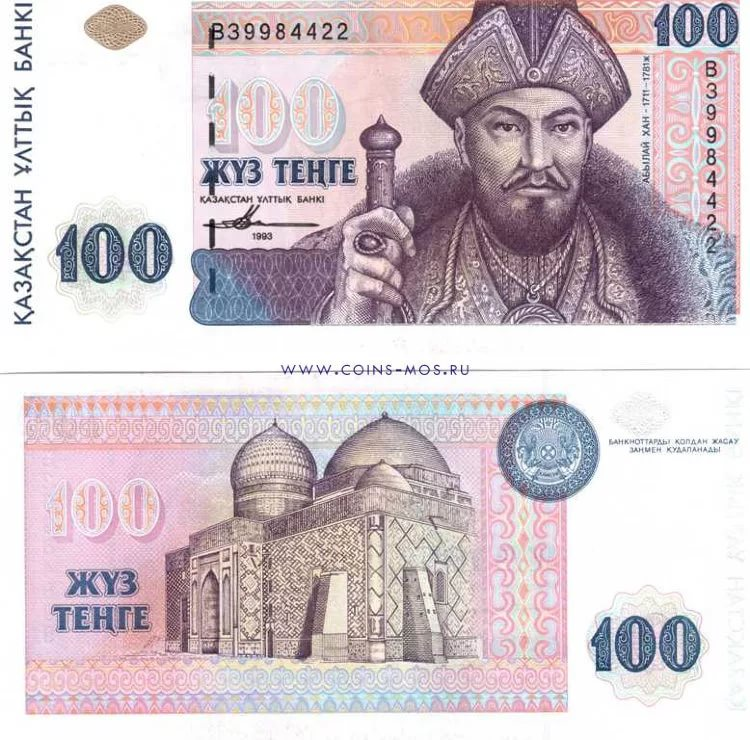 ҚАЗАҚСТАН ҰЛТТЫҚ БАНКІ
В39984422
100
100
ЖҮЗ ТЕҢГЕ
ҚАЗАҚСТАН ҰЛТТЫҚ БАНКІ
1993
100
АБЫЛАЙ ХАН - 1711-1781ж
В39984422
WWW.COINS-MOS.RU
100
ЖҮЗ
ТЕҢГЕ
БАНКНОТТАРДЫ ҚОЛДАН ЖАСАУ
ЗАҢМЕН ҚУДАЛАНАДЫ
100